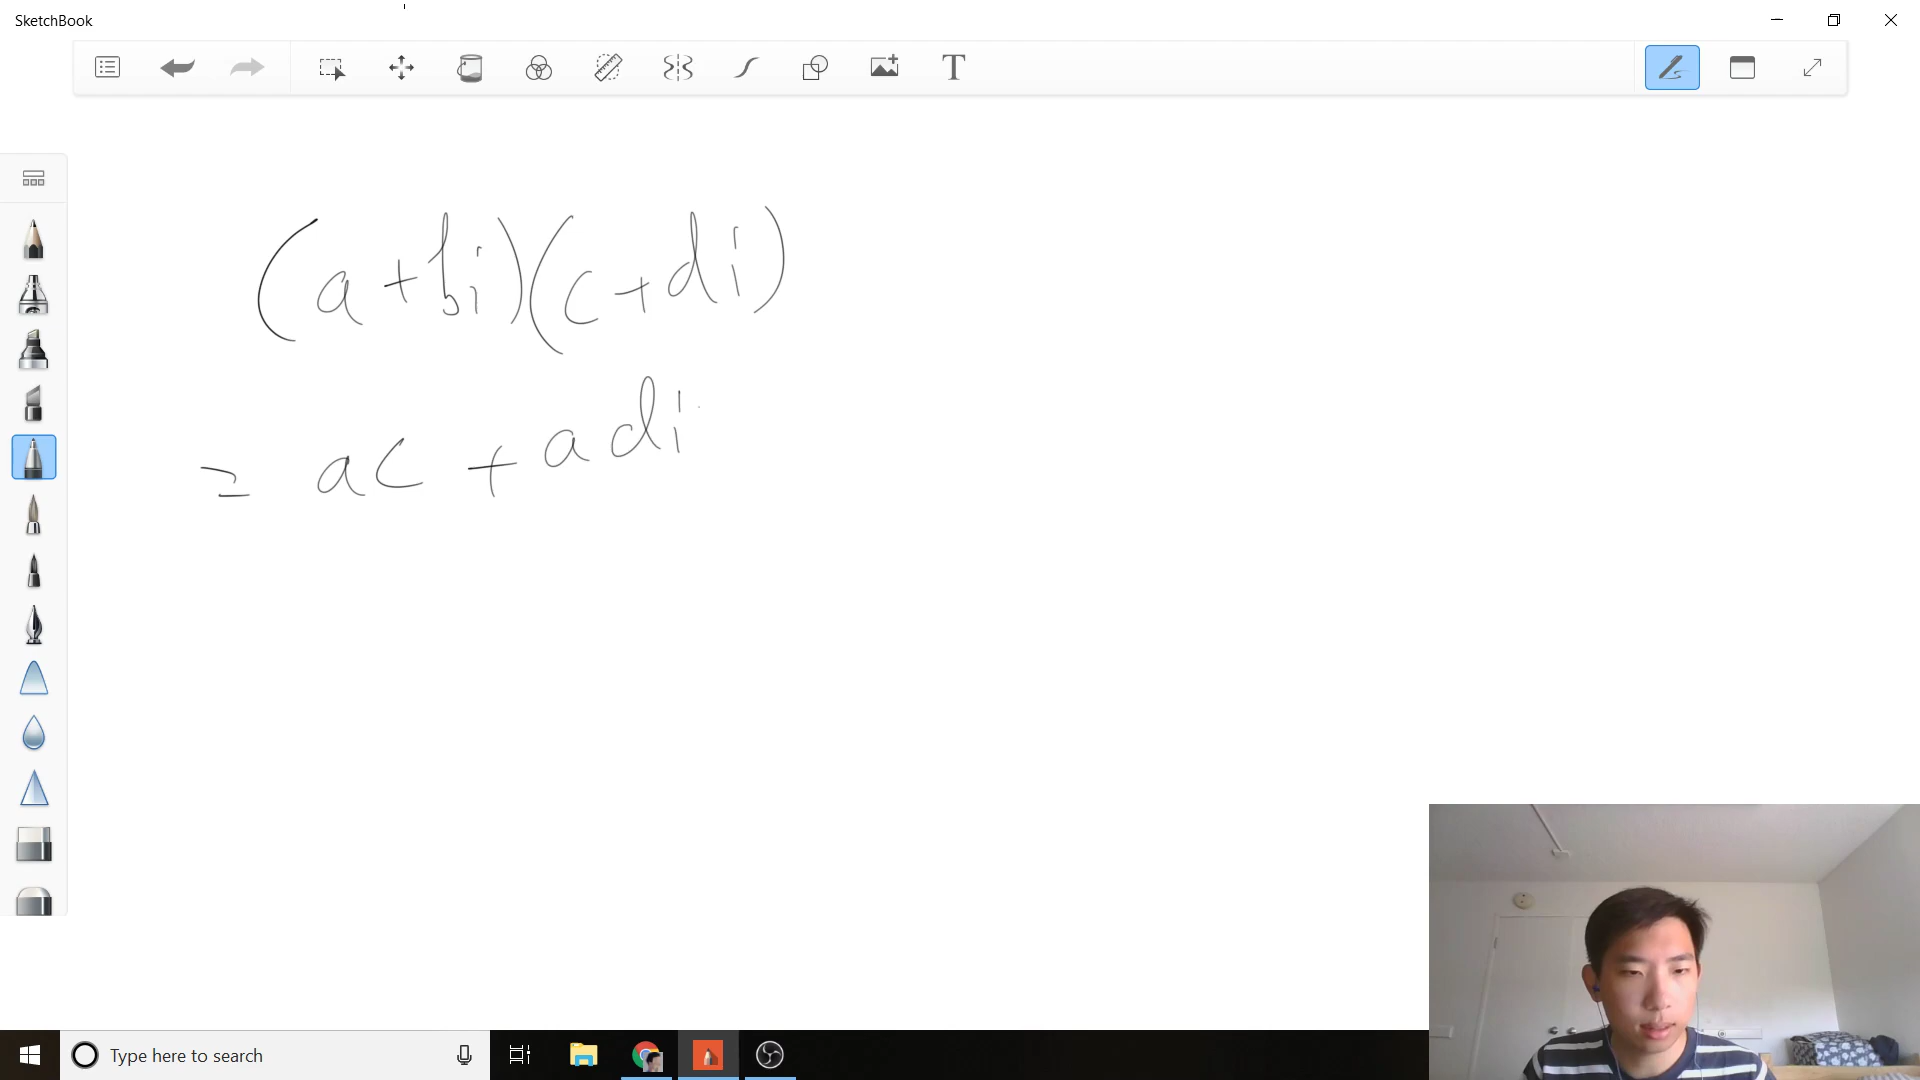 SketchBook
T
(a+bi)(c+di)
= ac + adi
Type here to search